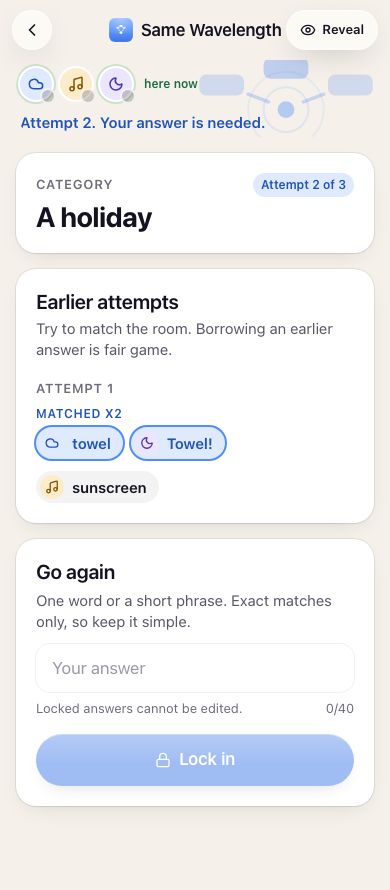 Same Wavelength
Reveal
here now
Attempt 2. Your answer is needed.
CATEGORY
Attempt 2 of 3
A holiday
Earlier attempts
Try to match the room. Borrowing an earlier
answer is fair game.
ATTEMPT 1
MATCHED X2
towel
Towel!
sunscreen
Go again
One word or a short phrase. Exact matches
only, so keep it simple.
Your answer
Locked answers cannot be edited.
0/40
Lock in